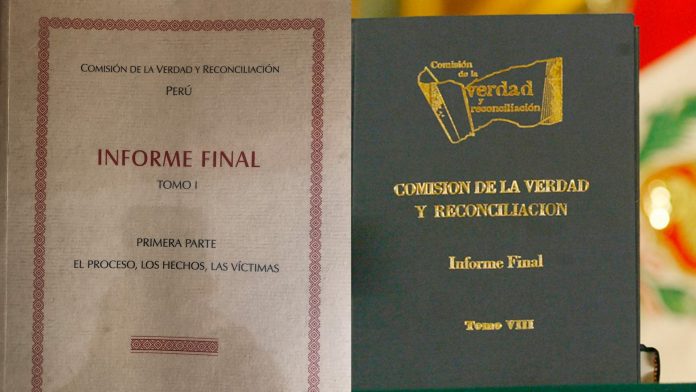 COMISIÓN DE LA VERDAD Y RECONCILIACIÓN
PERÚ
INFORME FINAL
TOMO I
PRIMERA PARTE
EL PROCESO, LOS HECHOS, LAS VÍCTIMAS
Comisión
de la
verdad
y
reconciliación
COMISION DE LA VERDAD
Y RECONCILIACION
Informe Final
Tomo VIII